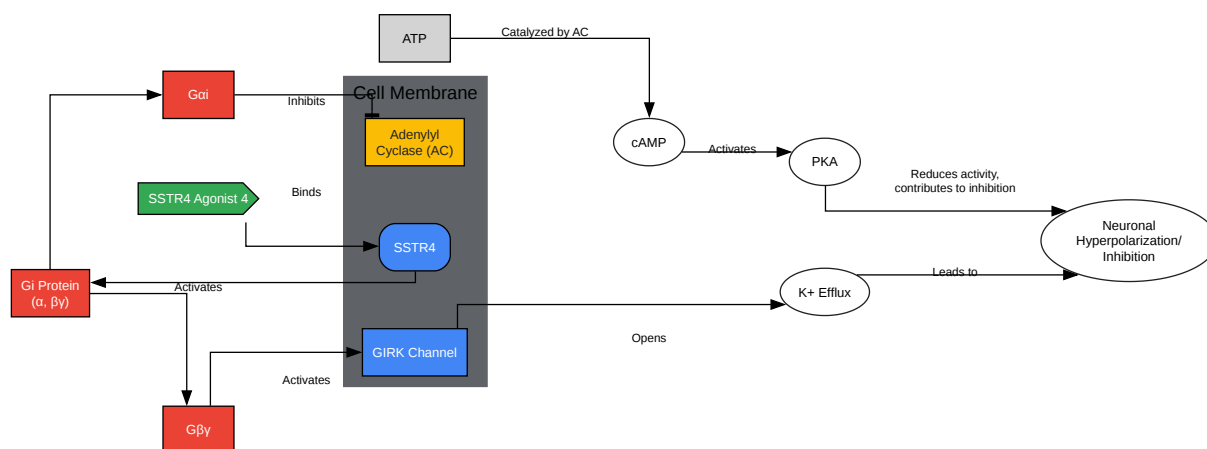 ATP
Catalyzed by AC
Gαi
Inhibits
Cell Membrane
Adenylyl
Cyclase (AC)
cAMP
Activates
PKA
SSTR4 Agonist 4
Binds
Reduces activity,
contributes to inhibition
SSTR4
Neuronal
Hyperpolarization/
Inhibition
Gi Protein
(α, βγ)
Activates
K+ Efflux
Leads to
GIRK Channel
Opens
Activates
Gβγ